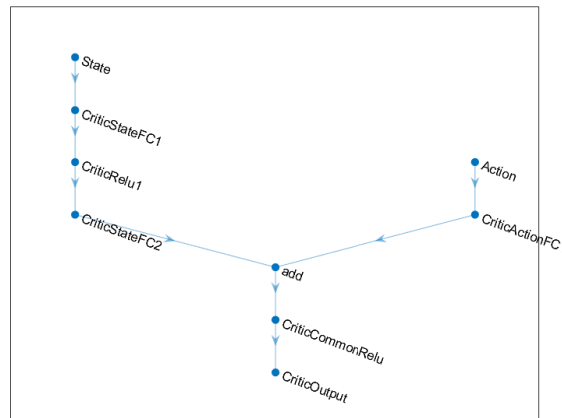 State
CriticStateFC1
CriticRelu1
Action
CriticStateFC2
CriticActionFC
add
CriticCommonRelu
CriticOutput